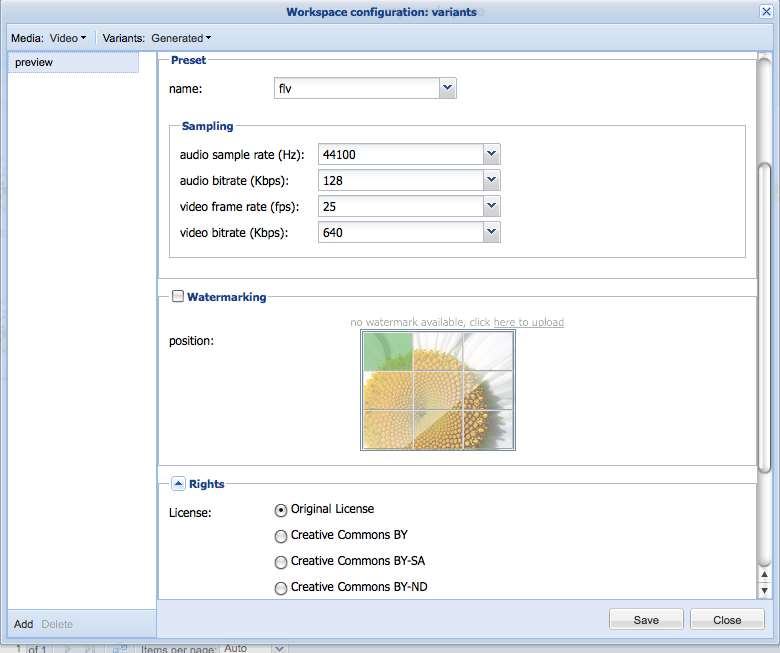 Workspace configuration: variants
Media: Video Variants: Generated
preview
Preset
name: flv
Sampling
audio sample rate (Hz): 44100
audio bitrate (Kbps): 128
video frame rate (fps): 25
video bitrate (Kbps): 640
Watermarking
no watermark available, click here to upload
position:
Rights
License:
Original License
Creative Commons BY
Creative Commons BY-SA
Creative Commons BY-ND
Add Delete
Save Close
1 of 1 Items per page: Auto